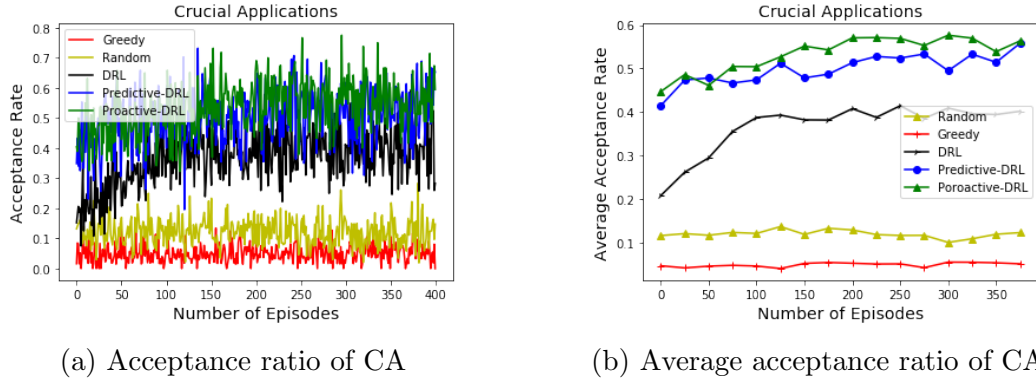 Crucial Applications
Acceptance Rate
0.8
0.7
0.6
0.5
0.4
0.3
0.2
0.1
0.0
Greedy
Random
DRL
Predictive-DRL
Proactive-DRL
0 50 100 150 200 250 300 350 400
Number of Episodes
(a) Acceptance ratio of CA
Crucial Applications
Average Acceptance Rate
0.6
0.5
0.4
0.3
0.2
0.1
Random
Greedy
DRL
Predictive-DRL
Poroactive-DRL
0 50 100 150 200 250 300 350
Number of Episodes
(b) Average acceptance ratio of CA